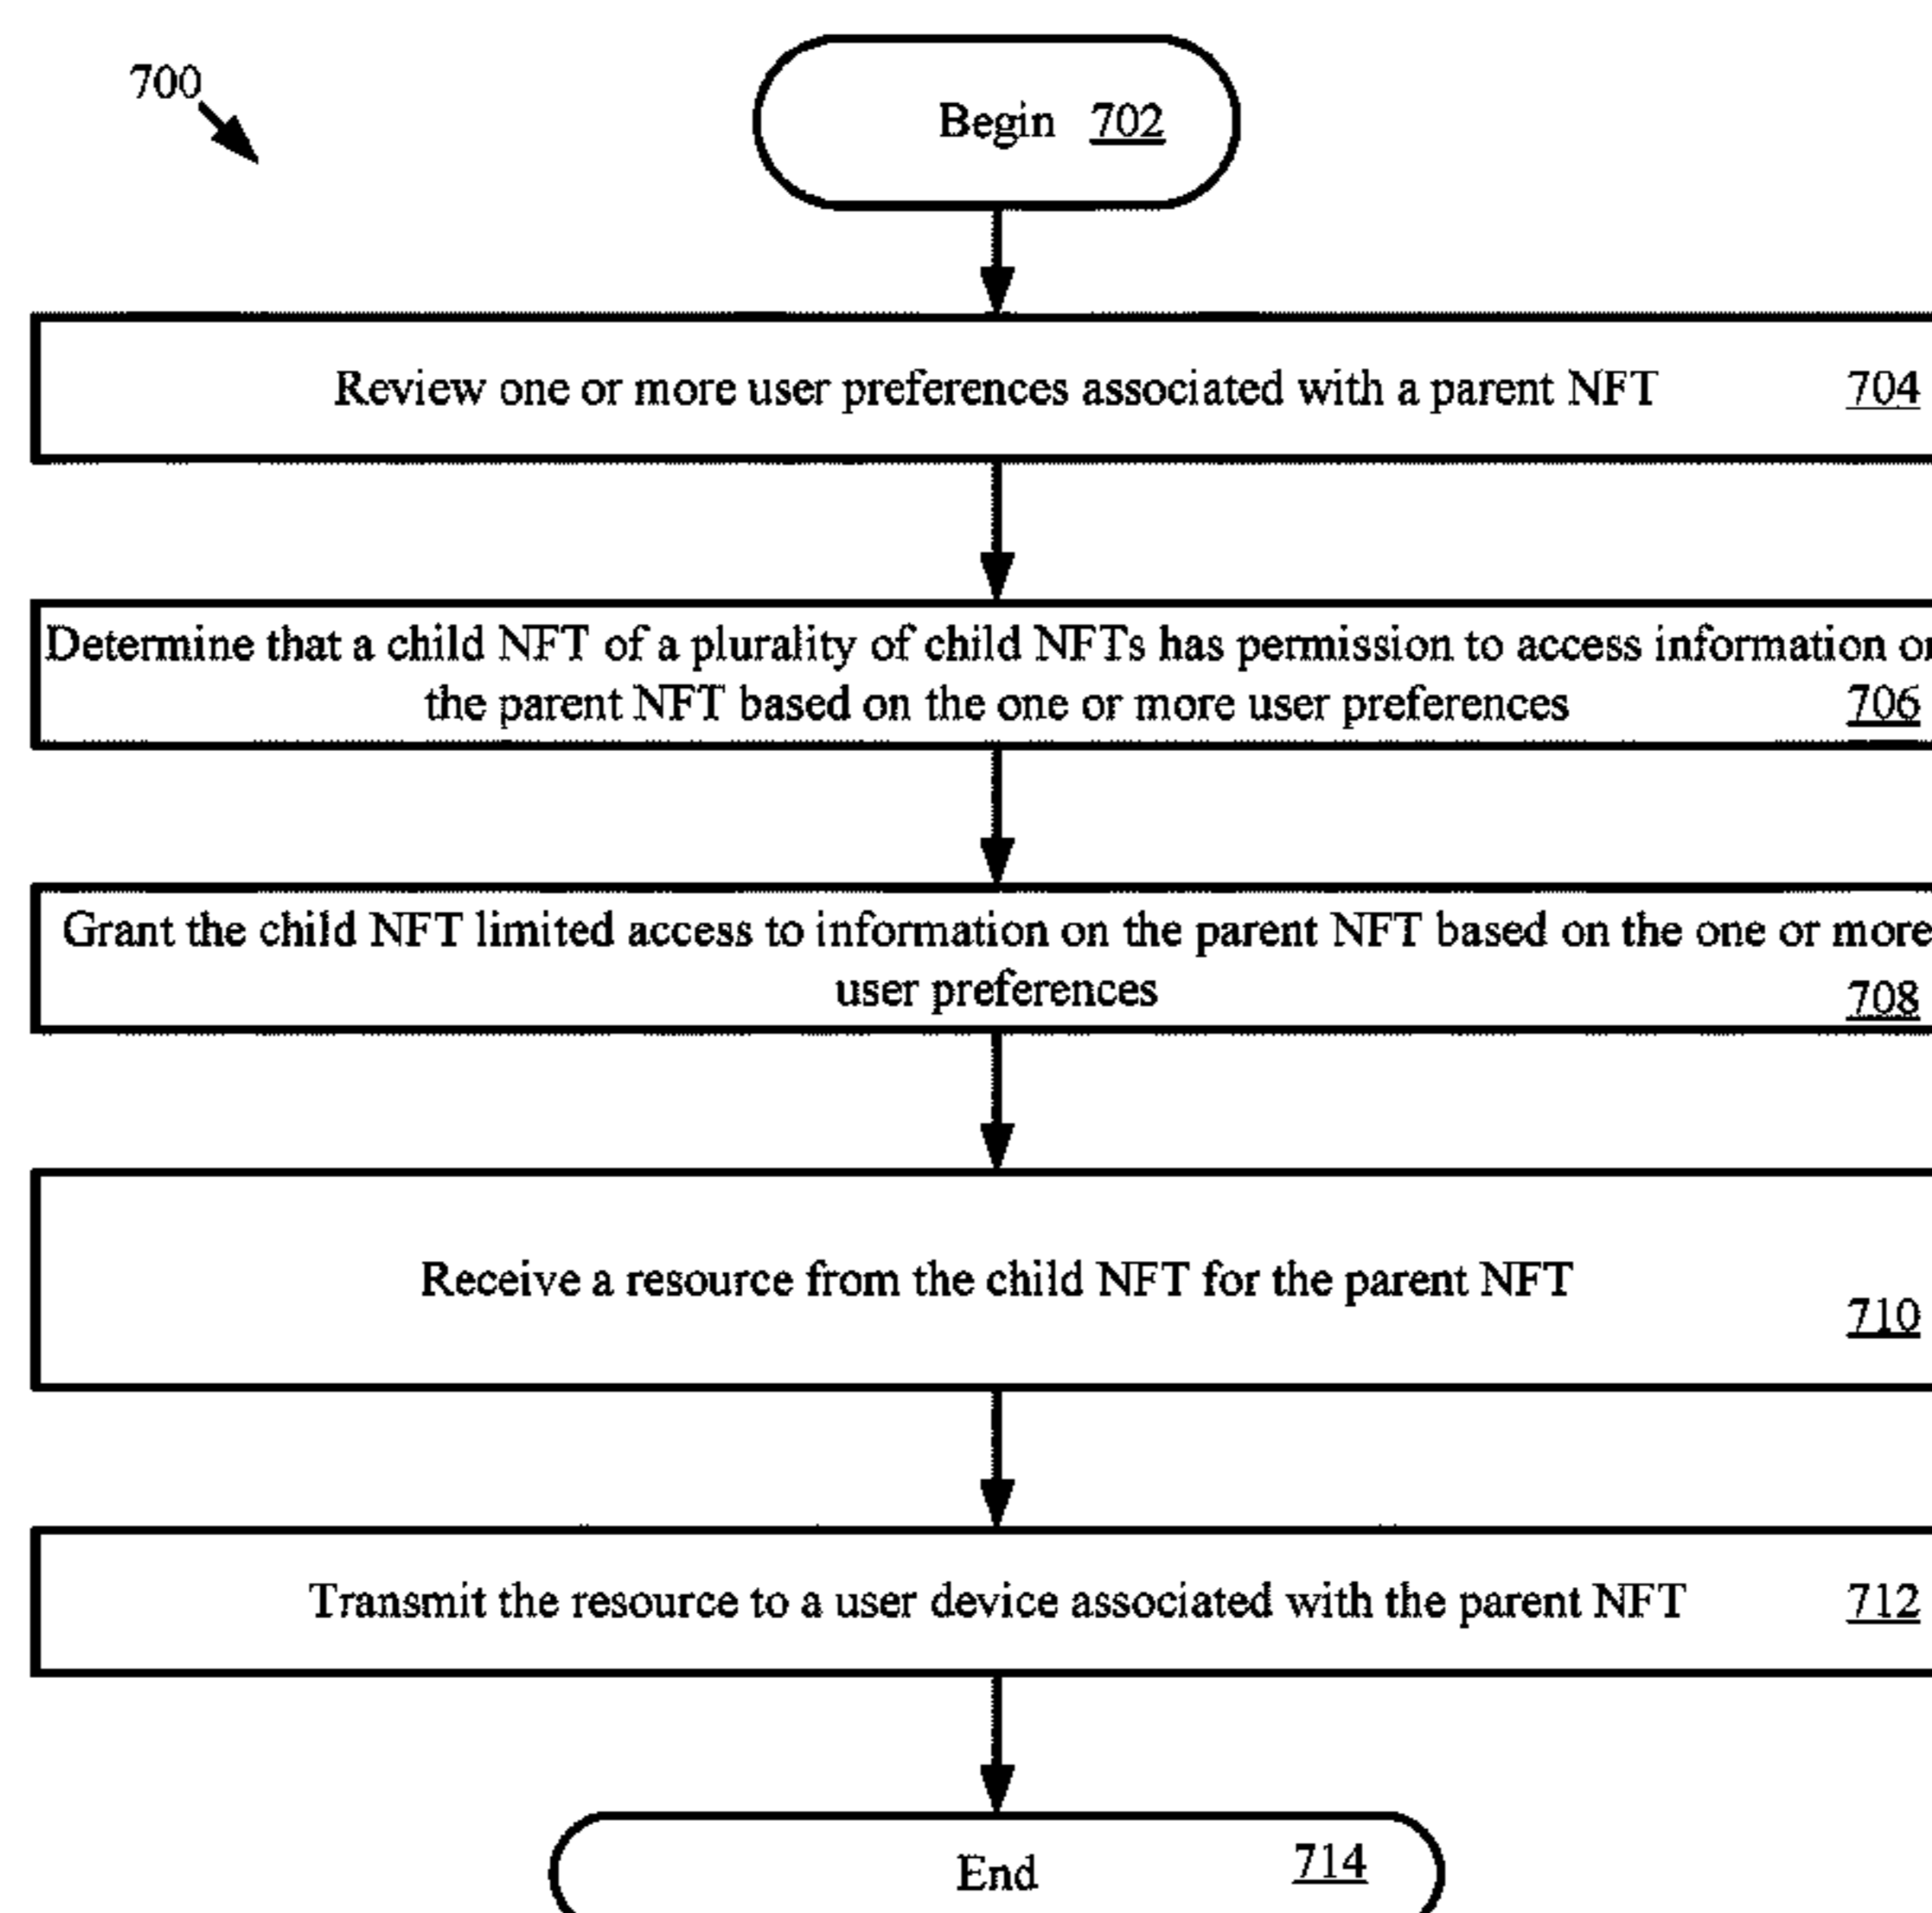 700
Begin 702
Review one or more user preferences associated with a parent NFT 704
Determine that a child NFT of a plurality of child NFTs has permission to access information
the parent NFT based on the one or more user preferences 706
Grant the child NFT limited access to information on the parent NFT based on the one or more
user preferences 708
Receive a resource from the child NFT for the parent NFT
710
Transmit the resource to a user device associated with the parent NFT 712
End 714